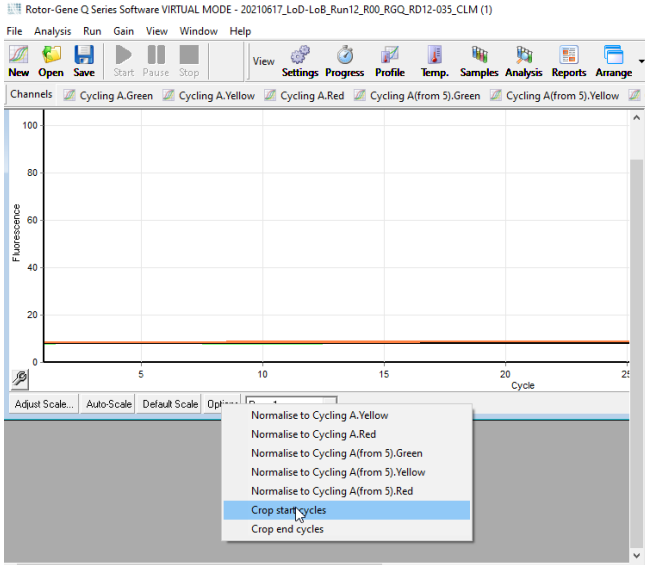 Rotor-Gene Q Series Software VIRTUAL MODE - 20210617_LoD-LoB_Run12_R00_RGQ_RD12-035_CLM (1)
File Analysis Run Gain View Window Help
New Open Save Start Pause Stop View Settings Progress Profile Temp. Samples Analysis Reports Arrange
Channels Cycling A.Green Cycling A.Yellow Cycling A.Red Cycling A(from 5).Green Cycling A(from 5).Yellow
100
80
60
Fluorescence
40
20
0
5 10 15 20 25
Cycle
Adjust Scale... Auto-Scale Default Scale
Normalise to Cycling A.Yellow
Normalise to Cycling A.Red
Normalise to Cycling A(from 5).Green
Normalise to Cycling A(from 5).Yellow
Normalise to Cycling A(from 5).Red
Crop start cycles
Crop end cycles